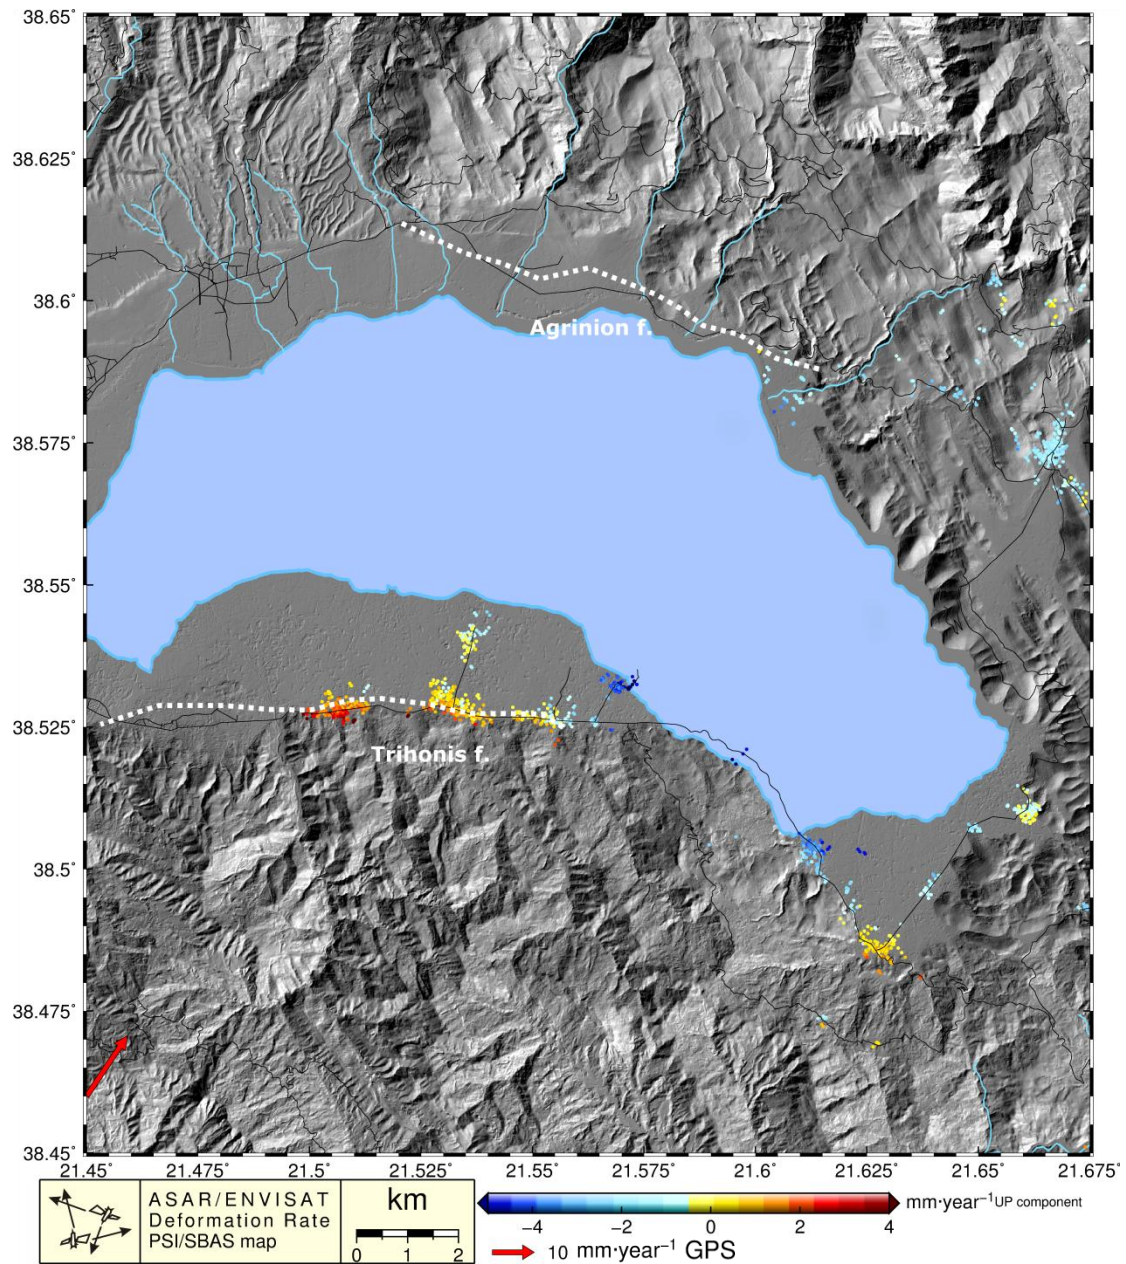 38.65°
38.625°
38.6°
38.575°
38.55°
38.525°
38.5°
38.475°
38.45°
Agrinion f.
Trihonis f.
21.45 21.475 21.5 21.525 21.55 21.575 21.6 21.625 21.65 21.675°
ASAR/ENVISAT
Deformation Rate
PSI/SBAS map
km
0 1 2
−4 −2 0 2 4
mm·year⁻¹ UP component
10 mm·year⁻¹ GPS